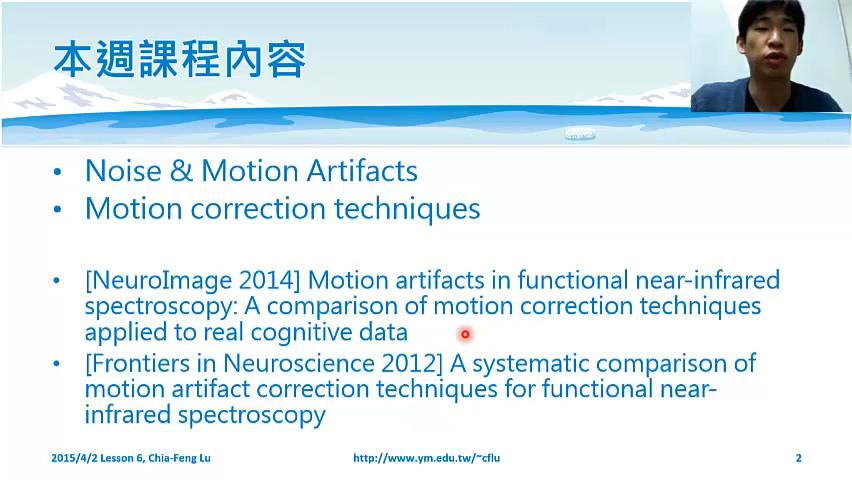 本週課程內容
• Noise & Motion Artifacts
• Motion correction techniques
• [NeuroImage 2014] Motion artifacts in functional near-infrared
spectroscopy: A comparison of motion correction techniques
applied to real cognitive data
• [Frontiers in Neuroscience 2012] A systematic comparison of
motion artifact correction techniques for functional near-
infrared spectroscopy
2015/4/2 Lesson 6, Chia-Feng Lu
http://www.ym.edu.tw/~cflu
2